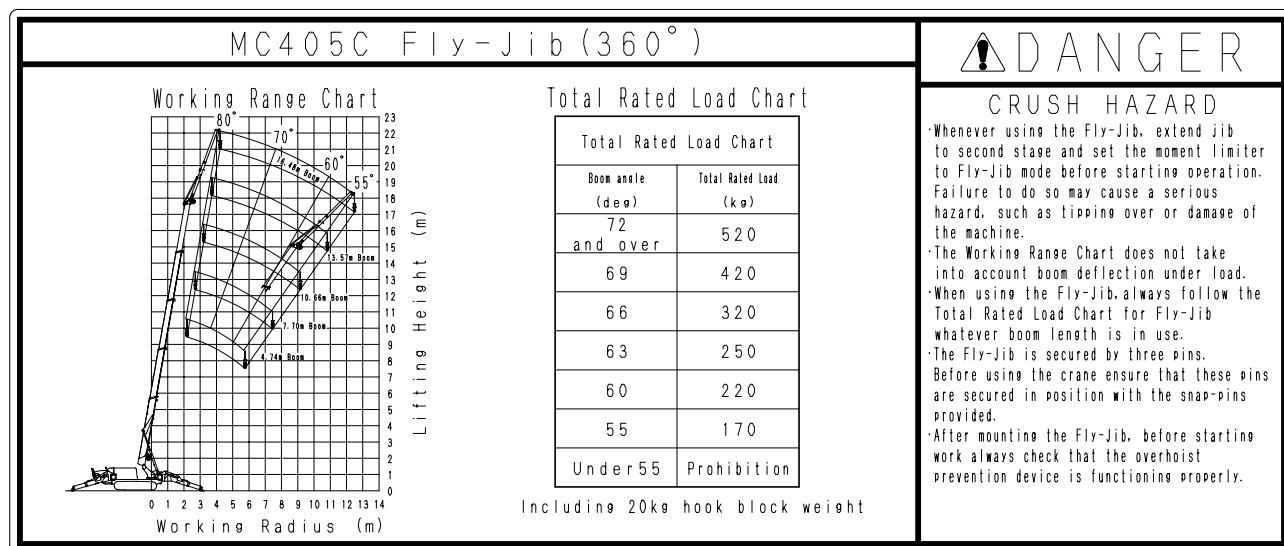 MC405C Fly-Jib(360°)
DANGER
Working Range Chart
23
22
21
20
19
18
17
16
15
14
13
12
11
10
9
8
7
6
5
4
3
2
1
0
80°
70°
60°
55°
16.48m Boom
13.57m Boom
10.66m Boom
7.70m Boom
4.74m Boom
Lifting Height (m)
0 1 2 3 4 5 6 7 8 9 10 11 12 13 14
Working Radius (m)
Total Rated Load Chart
Total Rated Load Chart
Boom angle Total Rated Load
(deg) (kg)
72
and over 520
69 420
66 320
63 250
60 220
55 170
Under55 Prohibition
Including 20kg hook block weight
CRUSH HAZARD
·Whenever using the Fly-Jib, extend jib
to second stage and set the moment limiter
to Fly-Jib mode before starting operation.
Failure to do so may cause a serious
hazard, such as tipping over or damage of
the machine.
·The Working Range Chart does not take
into account boom deflection under load.
·When using the Fly-Jib,always follow the
Total Rated Load Chart for Fly-Jib
whatever boom length is in use.
·The Fly-Jib is secured by three pins.
Before using the crane ensure that these pins
are secured in position with the snap-pins
provided.
·After mounting the Fly-Jib, before starting
work always check that the overhoist
prevention device is functioning properly.